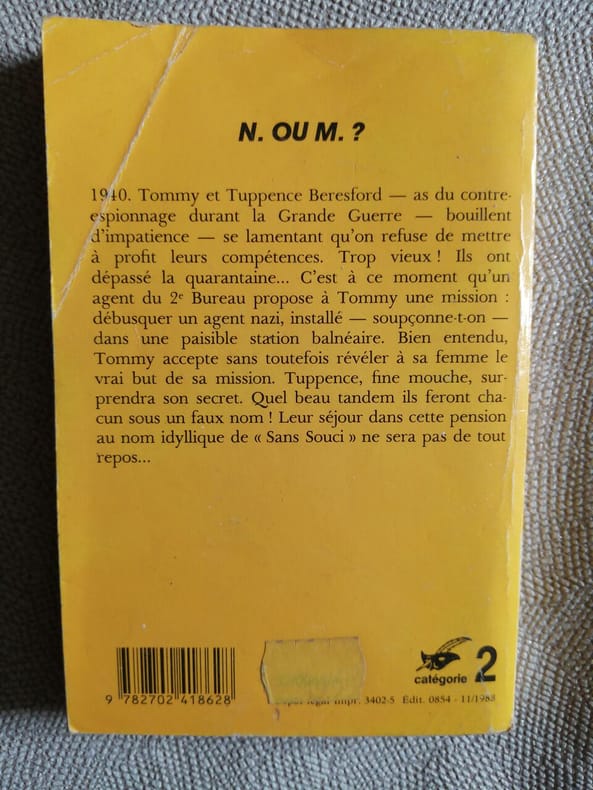 N. OU M. ?
1940. Tommy et Tuppence Beresford — as du contre-
espionnage durant la Grande Guerre — bouillent
d'impatience — se lamentant qu'on refuse de mettre
à profit leurs compétences. Trop vieux ! Ils ont
dépassé la quarantaine... C'est à ce moment qu'un
agent du 2e Bureau propose à Tommy une mission :
débusquer un agent nazi, installé — soupçonne-t-on —
dans une paisible station balnéaire. Bien entendu,
Tommy accepte sans toutefois révéler à sa femme le
vrai but de sa mission. Tuppence, fine mouche, sur-
prendra son secret. Quel beau tandem ils feront cha-
cun sous un faux nom ! Leur séjour dans cette pension
au nom idyllique de « Sans Souci » ne sera pas de tout
repos...
catégorie 2
9 782702 418628
légal Impr. 3402-5 Édit. 0854 - 11/1988